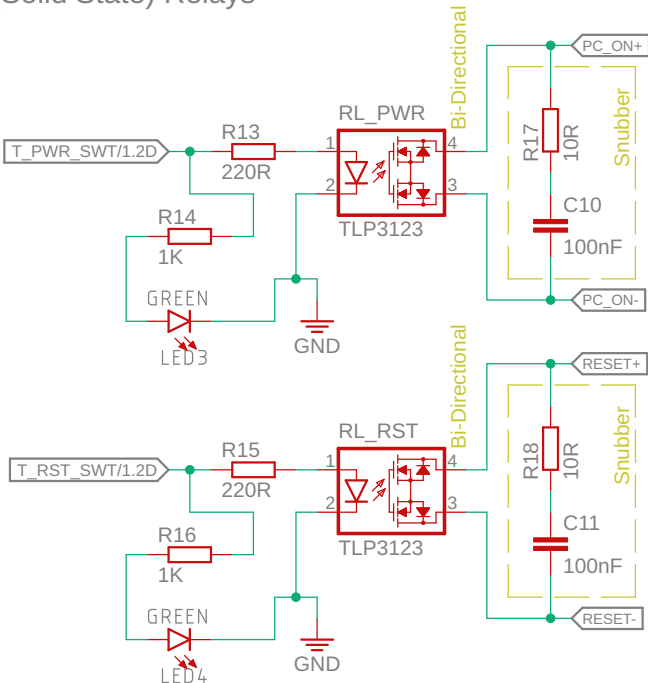 Solid State) Relays
Bi-Directional
PC_ON+
RL_PWR
R13
T_PWR_SWT/1.2D
220R
1
2
4
3
R17
10R
Snubber
TLP3123
R14
1K
C10
100nF
GREEN
LED3
GND
PC_ON-
Bi-Directional
RESET+
RL_RST
R15
T_RST_SWT/1.2D
220R
1
2
4
3
R18
10R
Snubber
TLP3123
R16
1K
C11
100nF
GREEN
LED4
GND
RESET-